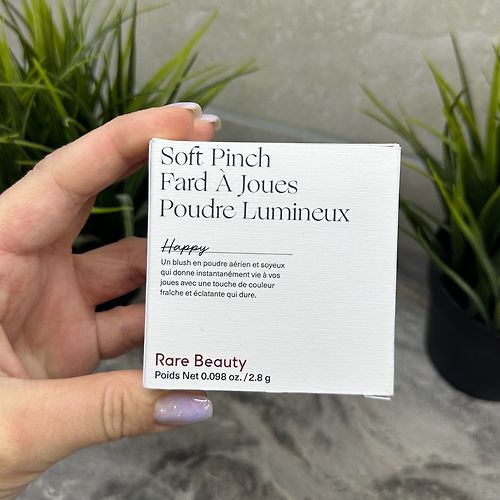 Soft Pinch
Fard À Joues
Poudre Lumineux
Happy
Un blush en poudre aérien et soyeux
qui donne instantanément vie à vos
joues avec une touche de couleur
fraîche et éclatante qui dure.
Rare Beauty
Poids Net 0.098 oz. / 2.8 g